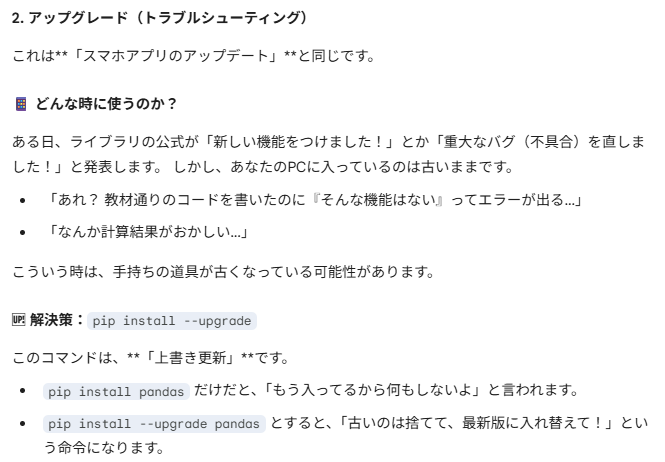 2. アップグレード（トラブルシューティング）
これは**「スマホアプリのアップデート」**と同じです。
どんな時に使うのか？
ある日、ライブラリの公式が「新しい機能をつけました！」とか「重大なバグ（不具合）を直しま
した！」と発表します。 しかし、あなたのPCに入っているのは古いままです。
• 「あれ？ 教材通りのコードを書いたのに『そんな機能はない』ってエラーが出る…」
• 「なんか計算結果がおかしい…」
こういう時は、手持ちの道具が古くなっている可能性があります。
🆙 解決策：pip install --upgrade
このコマンドは、**「上書き更新」**です。
• pip install pandas だけだと、「もう入ってるから何もしないよ」と言われます。
• pip install --upgrade pandas とすると、「古いのは捨てて、最新版に入れ替えて！」とい
う命令になります。